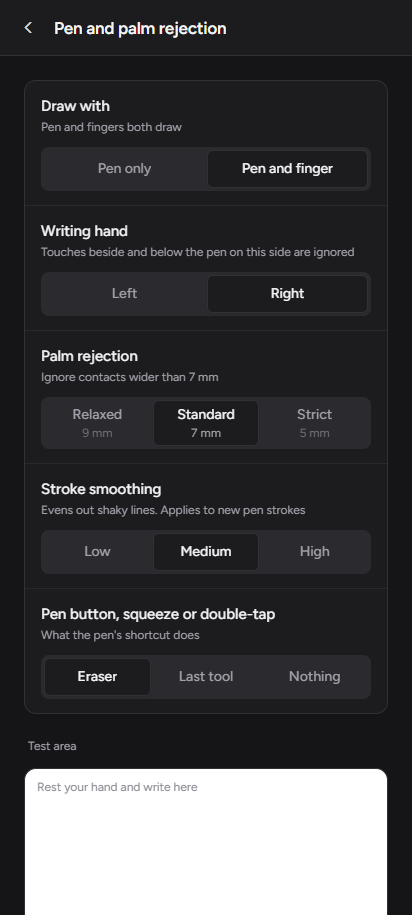 Pen and palm rejection
Draw with
Pen and fingers both draw
Pen only
Pen and finger
Writing hand
Touches beside and below the pen on this side are ignored
Left
Right
Palm rejection
Ignore contacts wider than 7 mm
Relaxed
9 mm
Standard
7 mm
Strict
5 mm
Stroke smoothing
Evens out shaky lines. Applies to new pen strokes
Low
Medium
High
Pen button, squeeze or double-tap
What the pen's shortcut does
Eraser
Last tool
Nothing
Test area
Rest your hand and write here